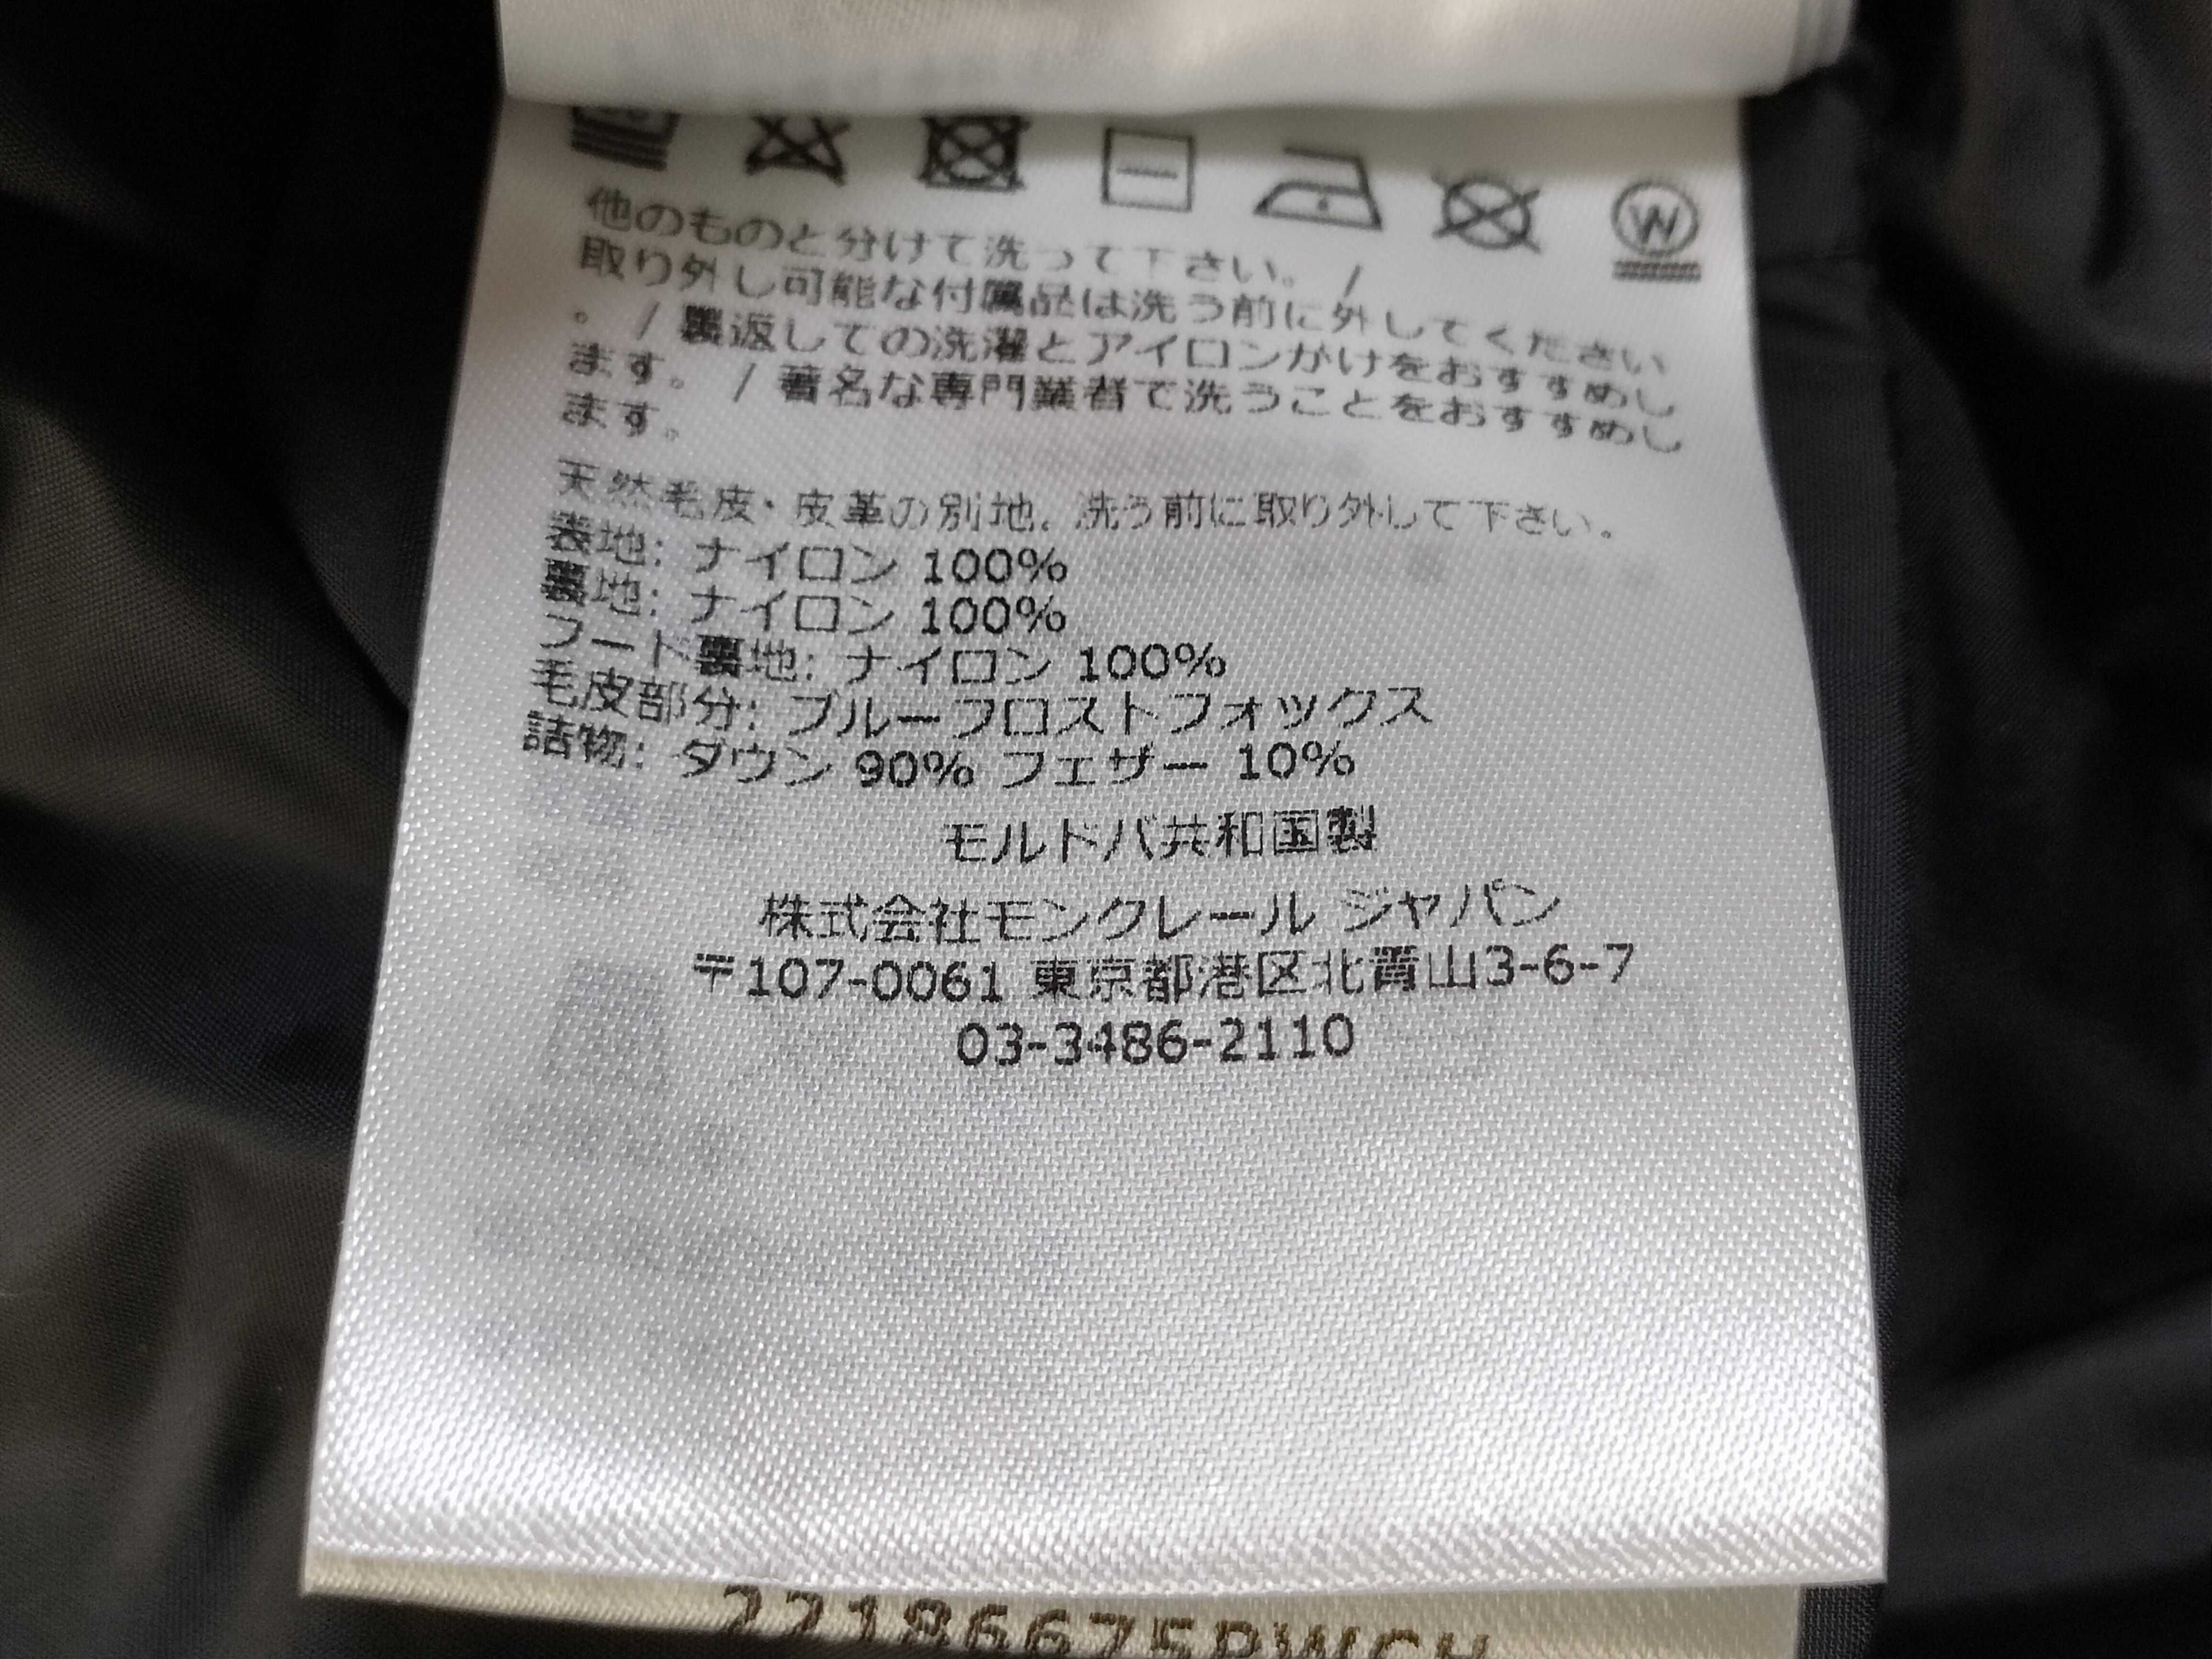 W
他のものと分けて洗って下さい。 /
取り外し可能な付属品は洗う前に外してください
。 / 裏返しての洗濯とアイロンがけをおすすめし
ます。 / 著名な専門業者で洗うことをおすすめし
ます。
天然毛皮・皮革の別地。洗う前に取り外して下さい。
表地: ナイロン 100%
裏地: ナイロン 100%
フード裏地: ナイロン 100%
毛皮部分: ブルーフロストフォックス
詰物: ダウン 90% フェザー 10%
モルドバ共和国製
株式会社モンクレール ジャパン
〒107-0061 東京都港区北青山3-6-7
03-3486-2110